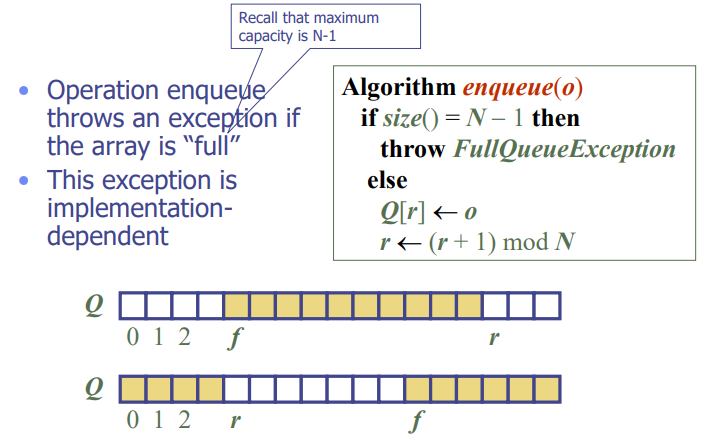 Recall that maximum
capacity is N-1
• Operation enqueue
throws an exception if
the array is “full”
• This exception is
implementation-
dependent
Algorithm enqueue(o)
if size() = N – 1 then
throw FullQueueException
else
Q[r] ← o
r ← (r + 1) mod N
Q
0 1 2 f r
Q
0 1 2 r f